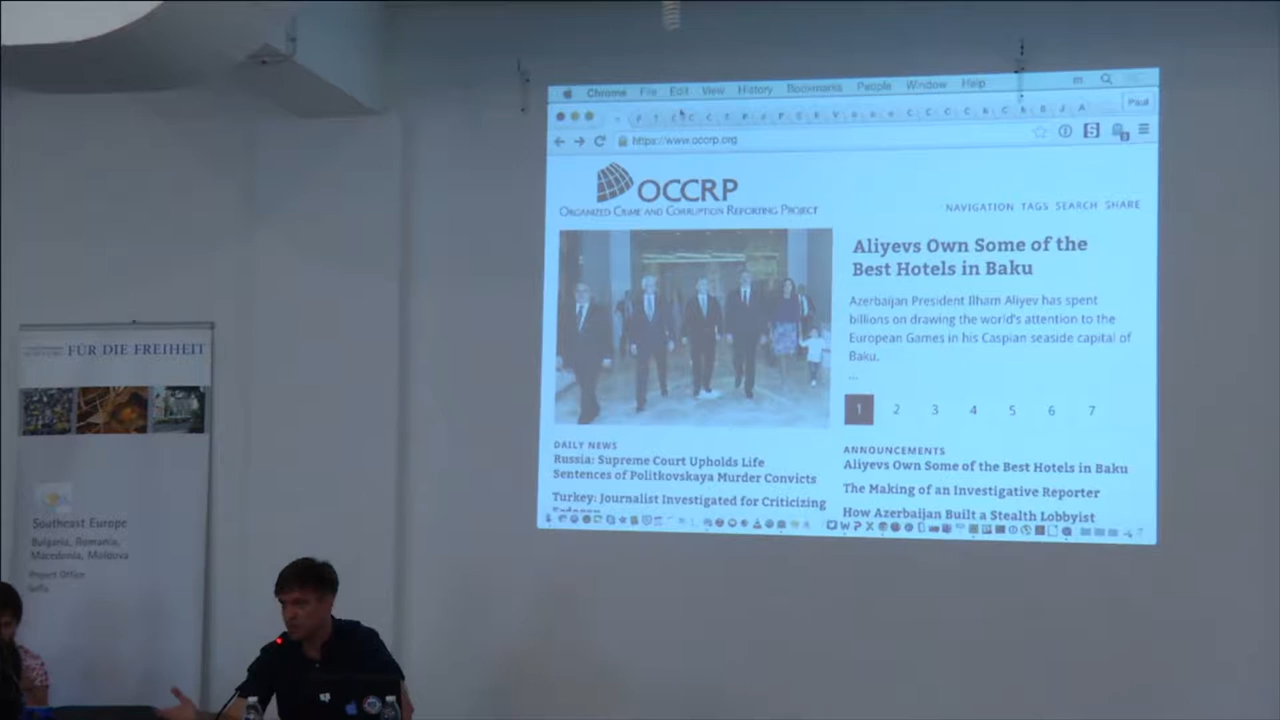 Chrome File Edit View History Bookmarks People Window Help
Paul
https://www.occrp.org
OCCRP
ORGANIZED CRIME AND CORRUPTION REPORTING PROJECT
NAVIGATION TAGS SEARCH SHARE
Aliyevs Own Some of the
Best Hotels in Baku
Azerbaijan President Ilham Aliyev has spent
billions on drawing the world's attention to the
European Games in his Caspian seaside capital of
Baku.
...
1 2 3 4 5 6 7
DAILY NEWS
Russia: Supreme Court Upholds Life
Sentences of Politkovskaya Murder Convicts
Turkey: Journalist Investigated for Criticizing
ANNOUNCEMENTS
Aliyevs Own Some of the Best Hotels in Baku
The Making of an Investigative Reporter
How Azerbaijan Built a Stealth Lobbyist
FÜR DIE FREIHEIT
Southeast Europe
Bulgaria, Romania,
Macedonia, Moldova
Project Office
Sofia